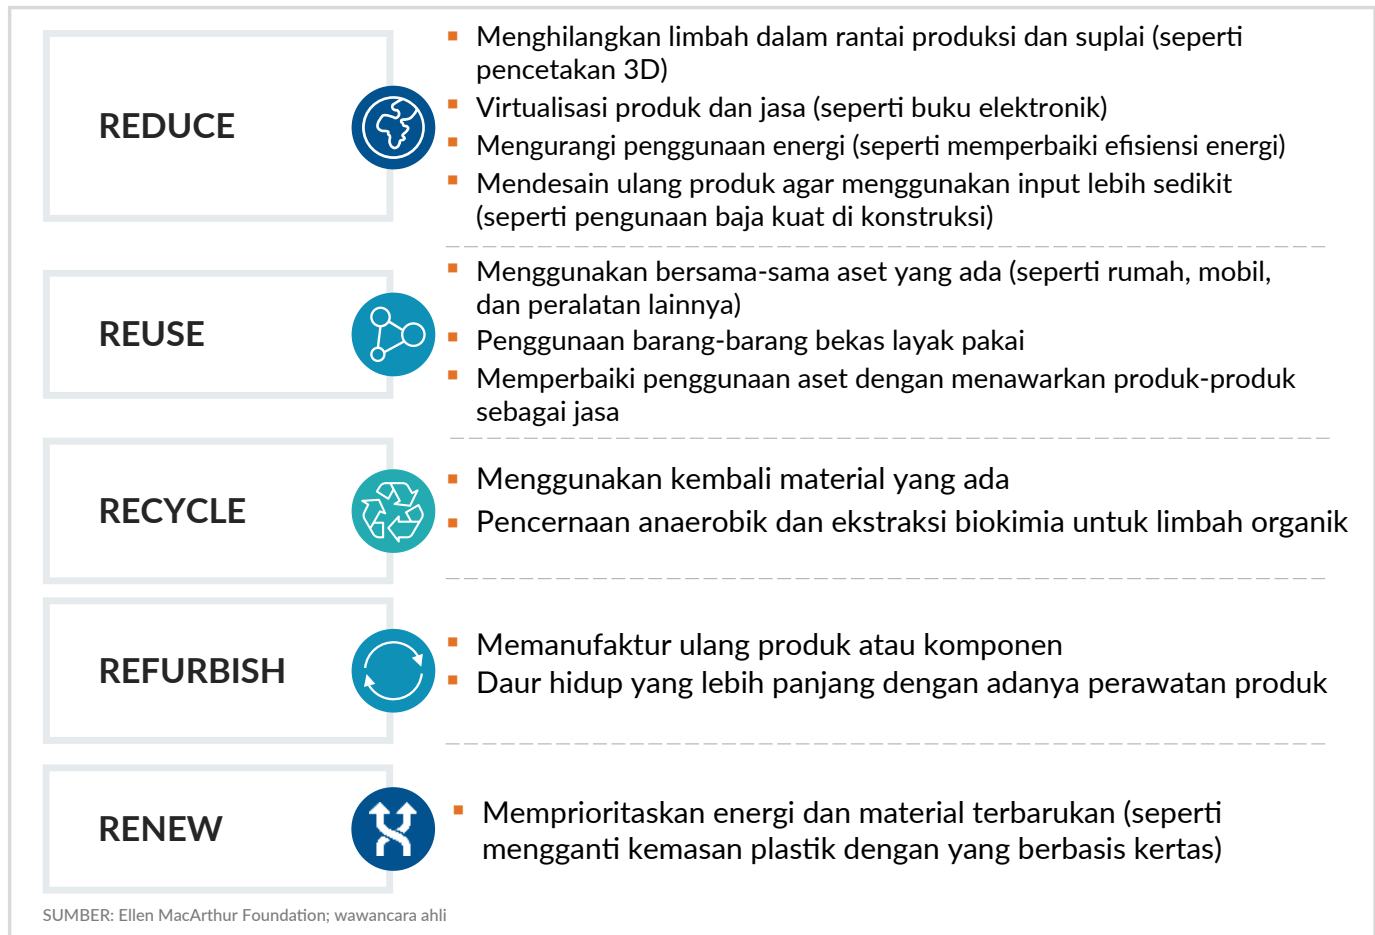 REDUCE
Menghilangkan limbah dalam rantai produksi dan suplai (seperti
pencetakan 3D)
Virtualisasi produk dan jasa (seperti buku elektronik)
Mengurangi penggunaan energi (seperti memperbaiki efisiensi energi)
Mendesain ulang produk agar menggunakan input lebih sedikit
(seperti pengunaan baja kuat di konstruksi)
REUSE
Menggunakan bersama-sama aset yang ada (seperti rumah, mobil,
dan peralatan lainnya)
Penggunaan barang-barang bekas layak pakai
Memperbaiki penggunaan aset dengan menawarkan produk-produk
sebagai jasa
RECYCLE
Menggunakan kembali material yang ada
Pencernaan anaerobik dan ekstraksi biokimia untuk limbah organik
REFURBISH
Memanufaktur ulang produk atau komponen
Daur hidup yang lebih panjang dengan adanya perawatan produk
RENEW
Memprioritaskan energi dan material terbarukan (seperti
mengganti kemasan plastik dengan yang berbasis kertas)
SUMBER: Ellen MacArthur Foundation; wawancara ahli